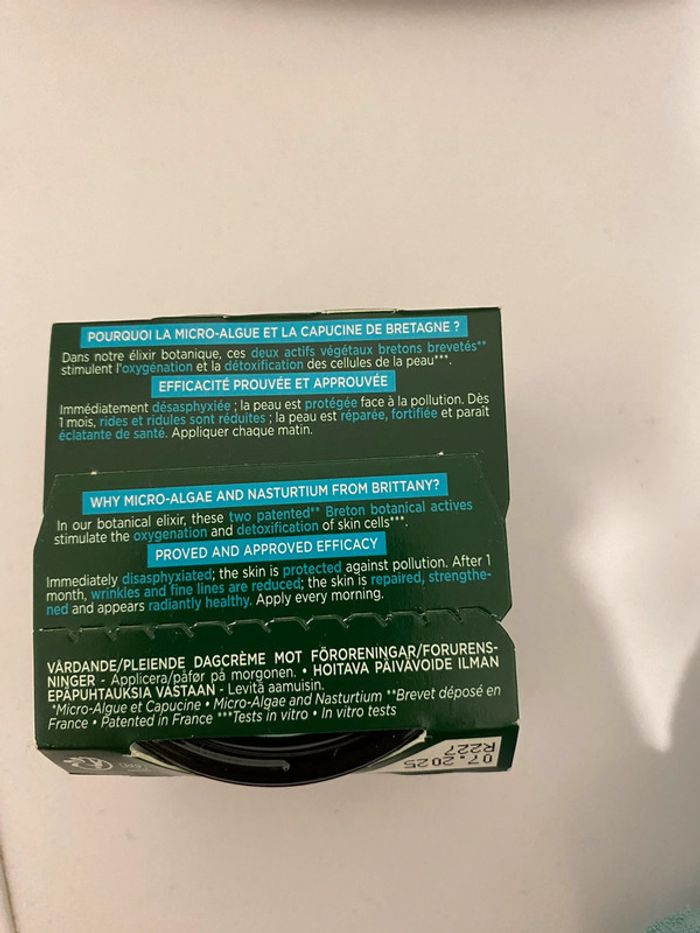 POURQUOI LA MICRO-ALGUE ET LA CAPUCINE DE BRETAGNE ?
Dans notre élixir botanique, ces deux actifs végétaux bretons brevetés**
stimulent l'oxygénation et la détoxification des cellules de la peau***.
EFFICACITÉ PROUVÉE ET APPROUVÉE
Immédiatement désasphyxiée ; la peau est protégée face à la pollution. Dès
1 mois, rides et ridules sont réduites ; la peau est réparée, fortifiée et paraît
éclatante de santé. Appliquer chaque matin.
WHY MICRO-ALGAE AND NASTURTIUM FROM BRITTANY?
In our botanical elixir, these two patented** Breton botanical actives
stimulate the oxygenation and detoxification of skin cells***.
PROVED AND APPROVED EFFICACY
Immediately disasphyxiated; the skin is protected against pollution. After 1
month, wrinkles and fine lines are reduced; the skin is repaired, strengthe-
ned and appears radiantly healthy. Apply every morning.
VÅRDANDE/PLEIENDE DAGCRÈME MOT FÖRORENINGAR/FORURENS-
NINGER - Applicera/påfør på morgonen. • HOITAVA PÄIVÄVOIDE ILMAN
EPÄPUHTAUKSIA VASTAAN - Levitä aamuisin.
*Micro-Algue et Capucine • Micro-Algae and Nasturtium **Brevet déposé en
France • Patented in France ***Tests in vitro • In vitro tests
07.2025
R227